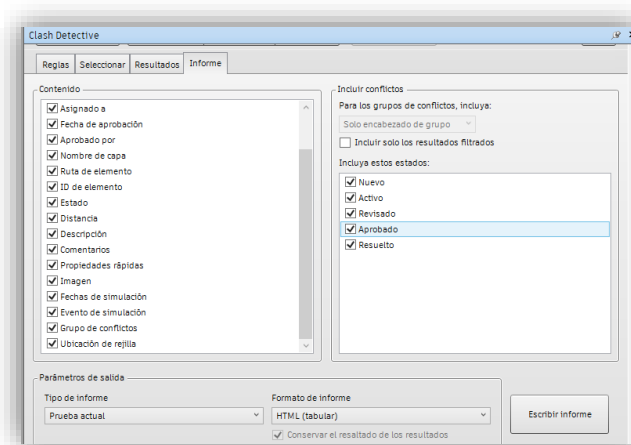 Clash Detective
Reglas
Seleccionar
Resultados
Informe
Contenido
Asignado a
Fecha de aprobación
Aprobado por
Nombre de capa
Ruta de elemento
ID de elemento
Estado
Distancia
Descripción
Comentarios
Propiedades rápidas
Imagen
Fechas de simulación
Evento de simulación
Grupo de conflictos
Ubicación de rejilla
Incluir conflictos
Para los grupos de conflictos, incluya:
Solo encabezado de grupo
Incluir solo los resultados filtrados
Incluya estos estados:
Nuevo
Activo
Revisado
Aprobado
Resuelto
Parámetros de salida
Tipo de informe
Prueba actual
Formato de informe
HTML (tabular)
Conservar el resaltado de los resultados
Escribir informe